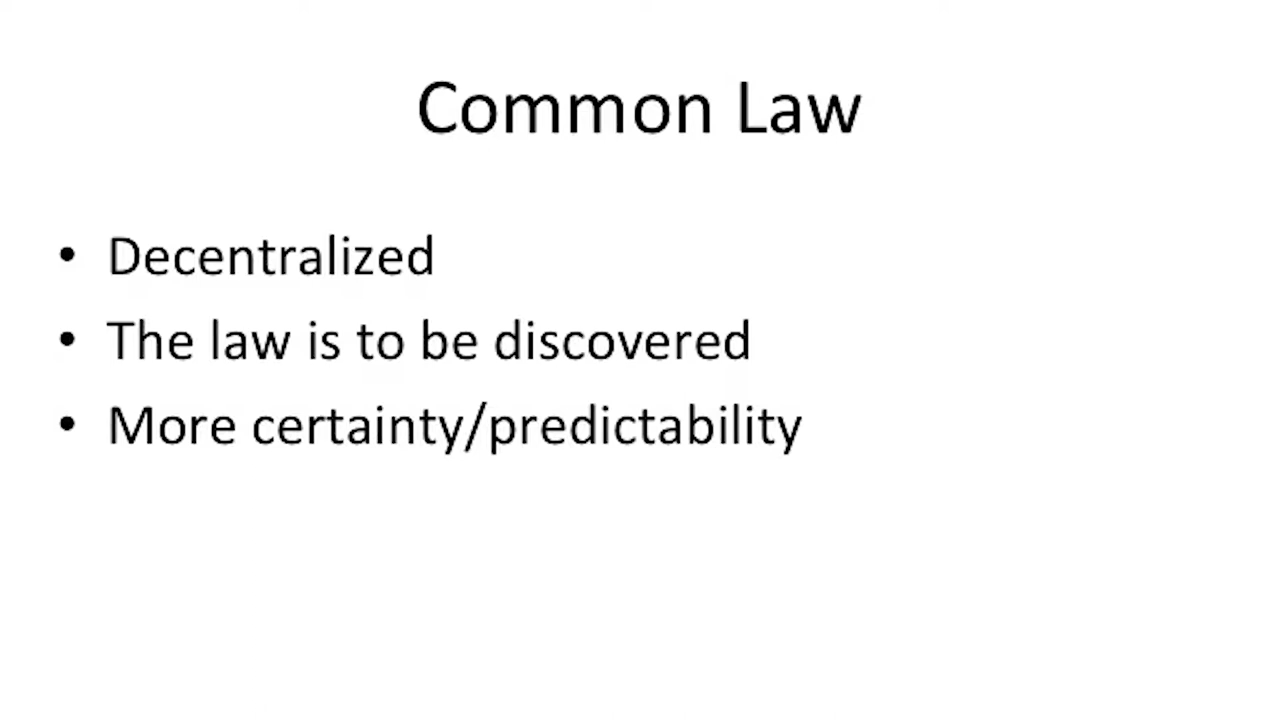 Common Law
• Decentralized
• The law is to be discovered
• More certainty/predictability